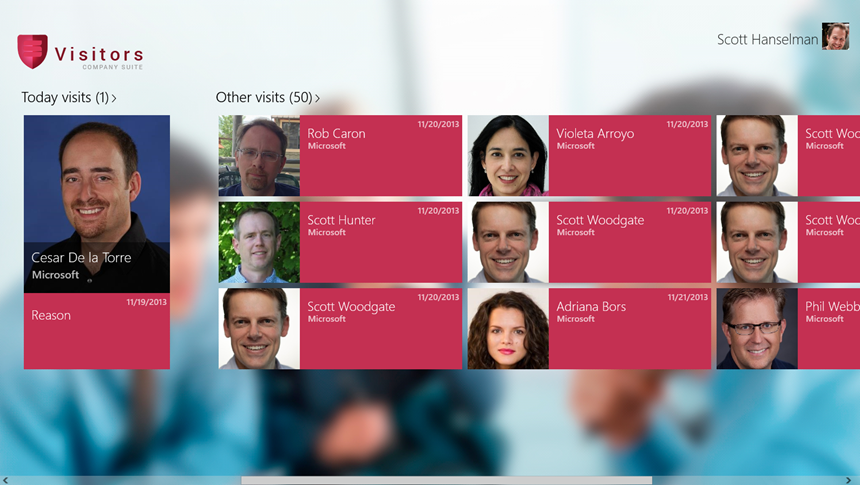 Visitors
COMPANY SUITE
Scott Hanselman
Today visits (1)
Other visits (50)
Cesar De la Torre
Microsoft
11/19/2013
Reason
11/20/2013
Rob Caron
Microsoft
11/20/2013
Scott Hunter
Microsoft
11/20/2013
Scott Woodgate
Microsoft
11/20/2013
Violeta Arroyo
Microsoft
11/20/2013
Scott Woodgate
Microsoft
11/21/2013
Adriana Bors
Microsoft
Scott Woo
Microsoft
Scott Woo
Microsoft
Phil Webb
Microsoft